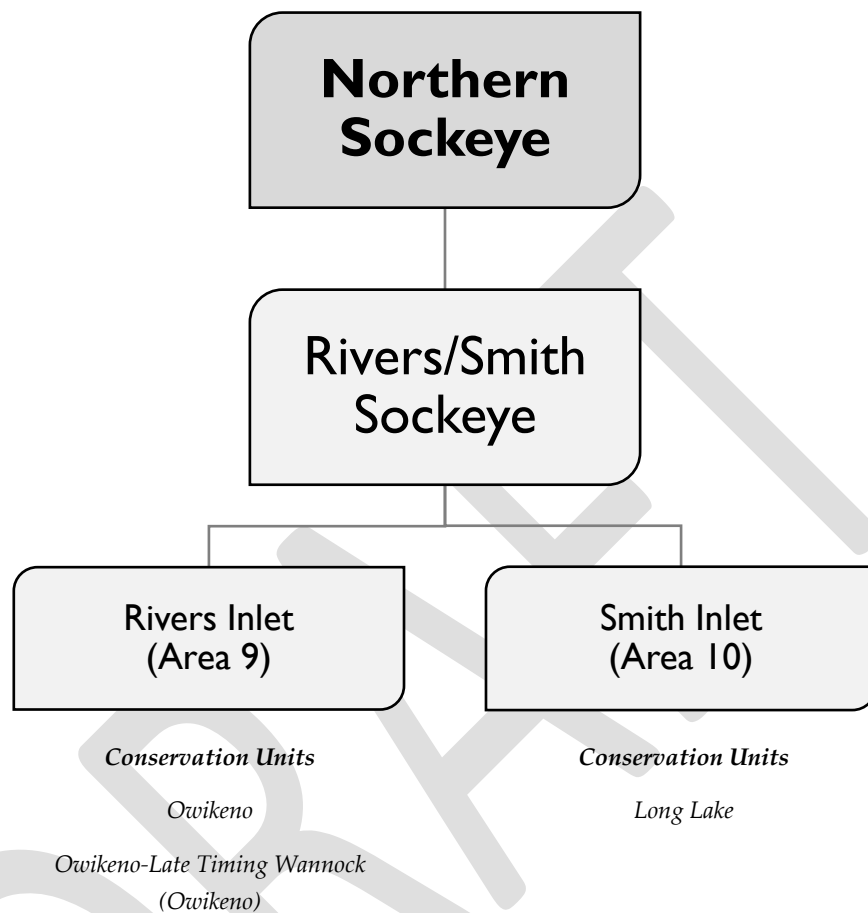 Northern
Sockeye
Rivers/Smith
Sockeye
Rivers Inlet
(Area 9)
Smith Inlet
(Area 10)
Conservation Units
Owikeno
Owikeno-Late Timing Wannock
(Owikeno)
Conservation Units
Long Lake
DRAFT